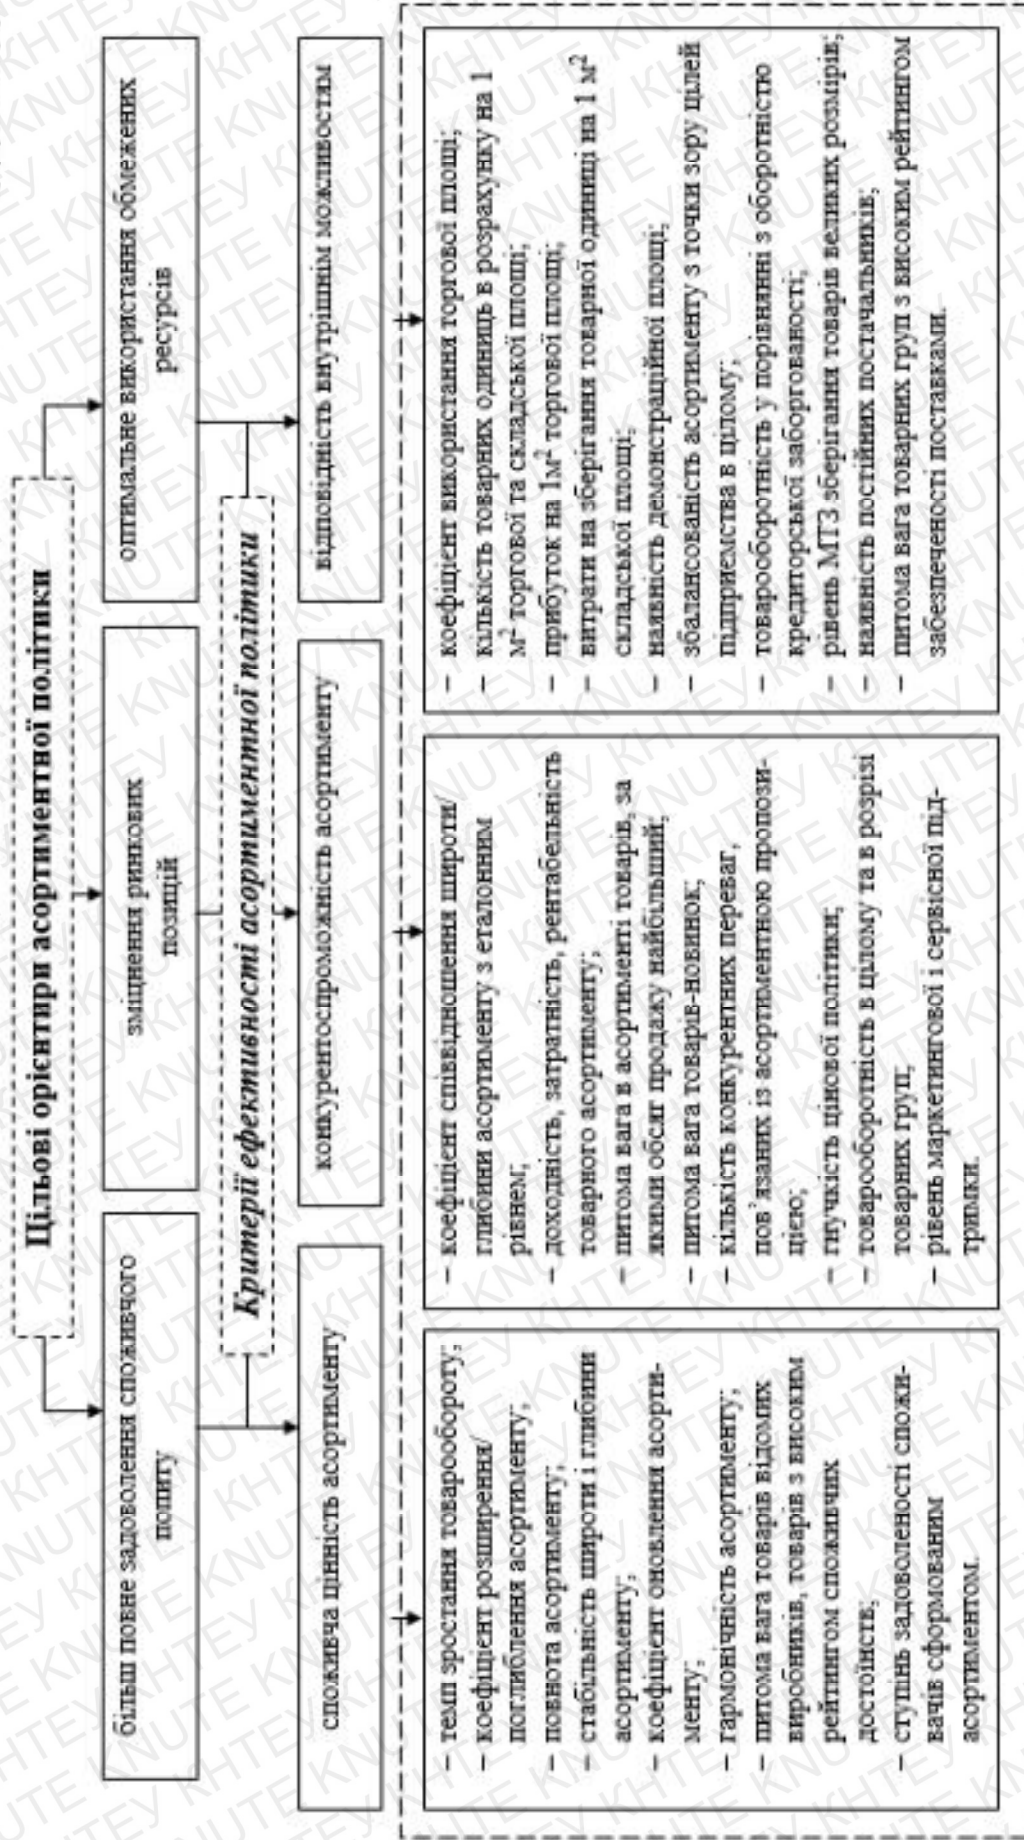 Цільові орієнтири асортиментної політики
більш повне задоволення споживчого
попиту
зміцнення ринкових
позицій
оптимальне використання обмежених
ресурсів
Критерії ефективності асортиментної політики
споживча цінність асортименту
конкурентоспроможність асортименту
відповідність внутрішнім можливостям
– темп зростання товарообороту;
– коефіцієнт розширення/
поглиблення асортименту;
– повнота асортименту;
– стабільність широти і глибини
асортименту;
– коефіцієнт оновлення асорти-
менту;
– гармонічність асортименту;
– питома вага товарів відомих
виробників, товарів з високим
рейтингом споживчих
достоїнств;
– ступінь задоволеності спожи-
вачів сформованим
асортиментом.
– коефіцієнт співвідношення широти/
глибини асортименту з еталонним
рівнем;
– доходність, затратність, рентабельність
товарного асортименту;
– питома вага в асортименті товарів, за
якими обсяг продажу найбільший;
– питома вага товарів-новинок;
– кількість конкурентних переваг,
пов’язаних із асортиментною пропози-
цією;
– гнучкість цінової політики;
– товарооборотність в цілому та в розрізі
товарних груп;
– рівень маркетингової і сервісної під-
тримки.
– коефіцієнт використання торгової площі;
– кількість товарних одиниць в розрахунку на 1
м² торгової та складської площі;
– прибуток на 1м² торгової площі;
– витрати на зберігання товарної одиниці на 1 м²
складської площі;
– наявність демонстраційної площі;
– збалансованість асортименту з точки зору цілей
підприємства в цілому;
– товарооборотність у порівнянні з оборотністю
кредиторської заборгованості;
– рівень МТЗ зберігання товарів великих розмірів;
– наявність постійних постачальників;
– питома вага товарних груп з високим рейтингом
забезпеченості поставками.